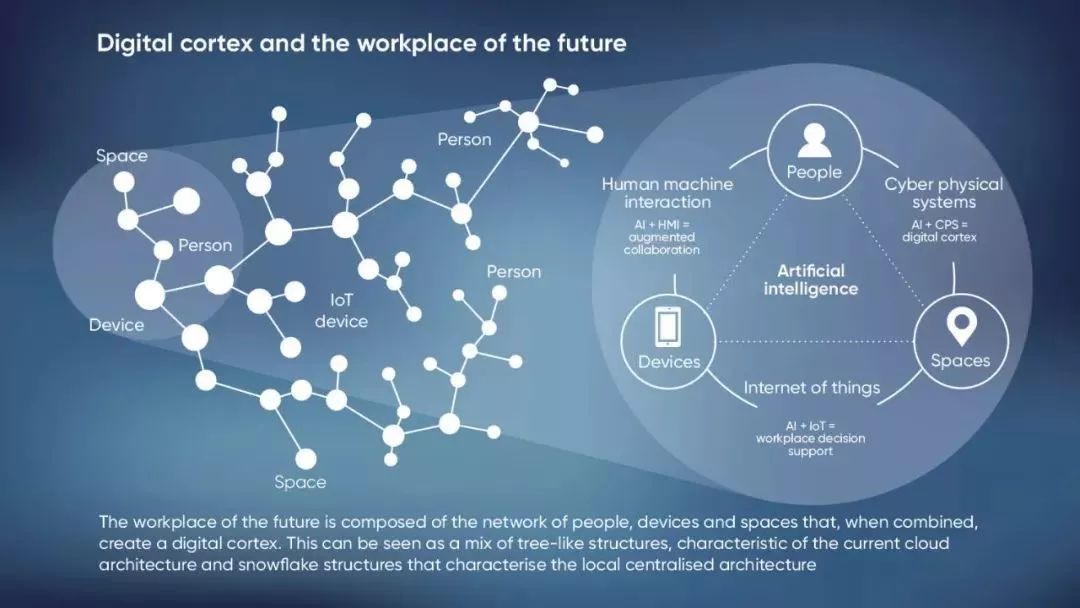 Digital cortex and the workplace of the future
Space
Person
Device
IoT
device
Person
Person
Space
People
Human machine
interaction
AI + HMI =
augmented
collaboration
Cyber physical
systems
AI + CPS =
digital cortex
Artificial
intelligence
Devices
Spaces
Internet of things
AI + IoT =
workplace decision
support
The workplace of the future is composed of the network of people, devices and spaces that, when combined,
create a digital cortex. This can be seen as a mix of tree-like structures, characteristic of the current cloud
architecture and snowflake structures that characterise the local centralised architecture